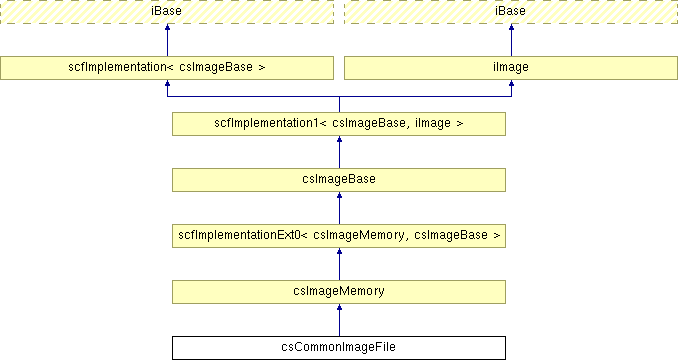 iBase
iBase
scfImplementation< csImageBase >
iImage
scfImplementation1< csImageBase, iImage >
csImageBase
scfImplementationExt0< csImageMemory, csImageBase >
csImageMemory
csCommonImageFile